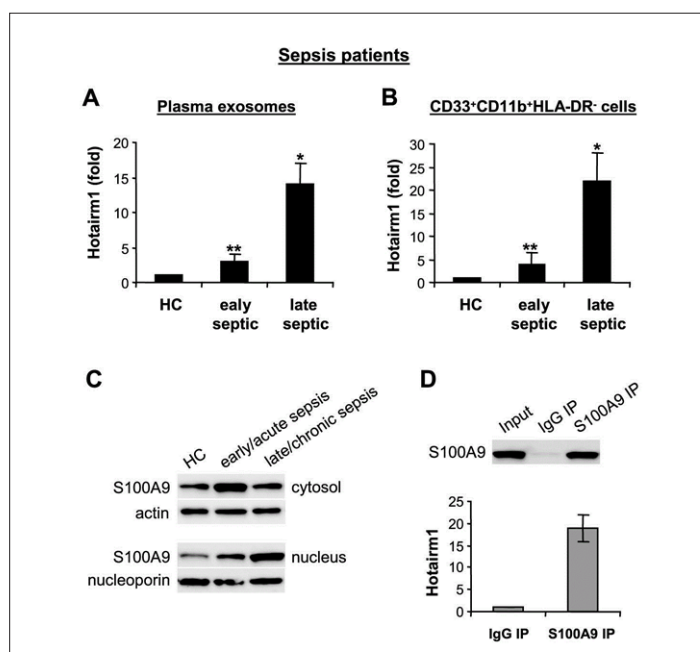 Sepsis patients
A
Plasma exosomes
Hotairm1 (fold)
20
15
10
5
0
**
*
HC
ealy septic
late septic
B
CD33⁺CD11b⁺HLA-DR⁻ cells
Hotairm1 (fold)
30
25
20
15
10
5
0
**
*
HC
ealy septic
late septic
C
HC
early/acute sepsis
late/chronic sepsis
S100A9
cytosol
actin
S100A9
nucleus
nucleoporin
D
Input
IgG IP
S100A9 IP
S100A9
Hotairm1
25
20
15
10
5
0
IgG IP
S100A9 IP